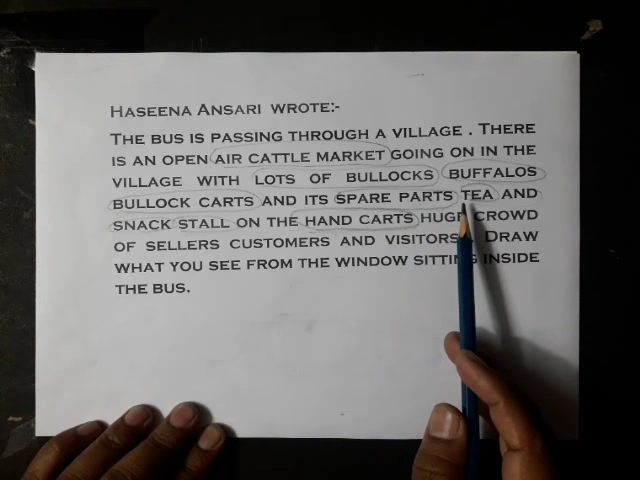 HASEENA ANSARI WROTE:-
THE BUS IS PASSING THROUGH A VILLAGE . THERE
IS AN OPEN AIR CATTLE MARKET GOING ON IN THE
VILLAGE WITH LOTS OF BULLOCKS BUFFALOS
BULLOCK CARTS AND ITS SPARE PARTS TEA AND
SNACK STALL ON THE HAND CARTS HUGE CROWD
OF SELLERS CUSTOMERS AND VISITORS DRAW
WHAT YOU SEE FROM THE WINDOW SITTING INSIDE
THE BUS.